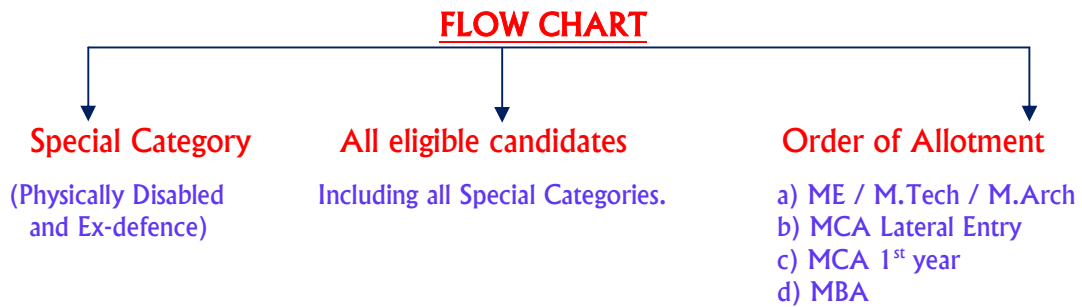 FLOW CHART
Special Category
(Physically Disabled
and Ex-defence)
All eligible candidates
Including all Special Categories.
Order of Allotment
a) ME / M.Tech / M.Arch
b) MCA Lateral Entry
c) MCA 1st year
d) MBA